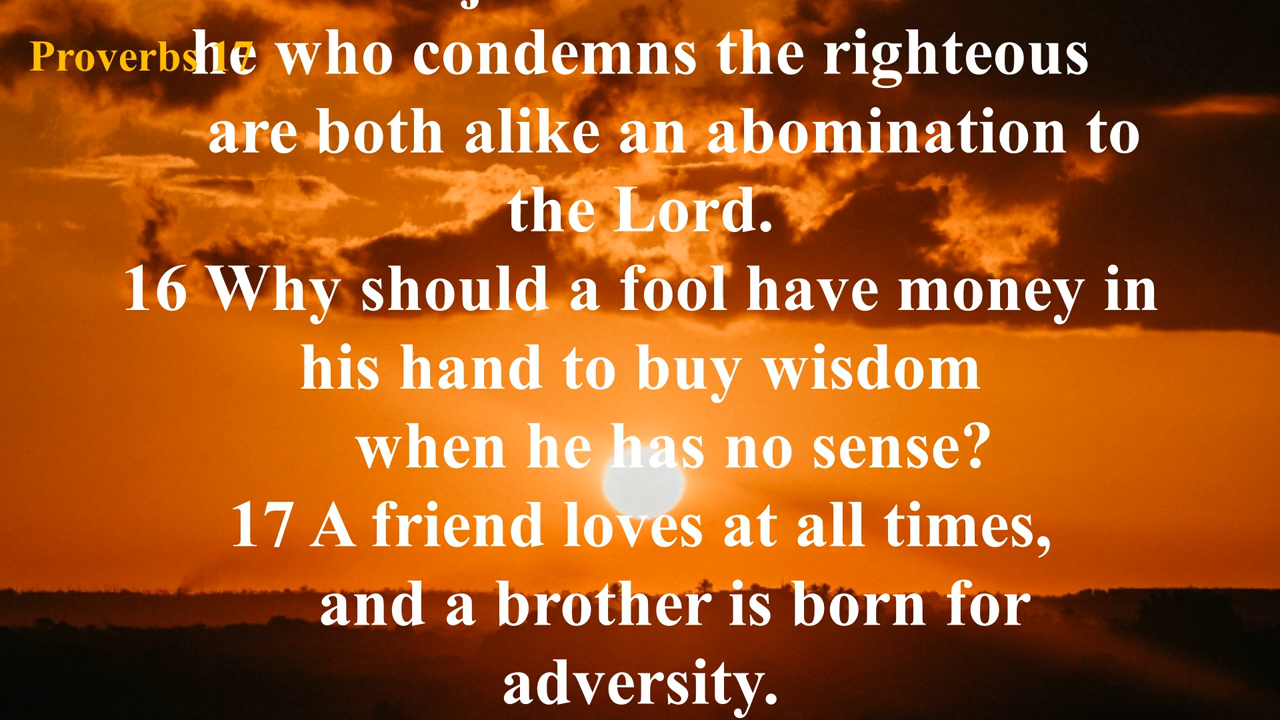 Proverbs 17
he who condemns the righteous
are both alike an abomination to
the Lord.
16 Why should a fool have money in
his hand to buy wisdom
when he has no sense?
17 A friend loves at all times,
and a brother is born for
adversity.